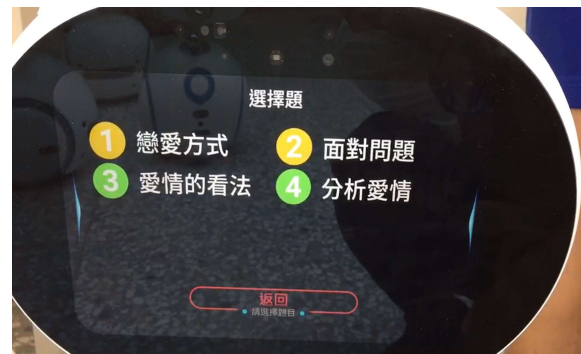 選擇題
1 戀愛方式 2 面對問題
3 愛情的看法 4 分析愛情
返回
請選擇題目